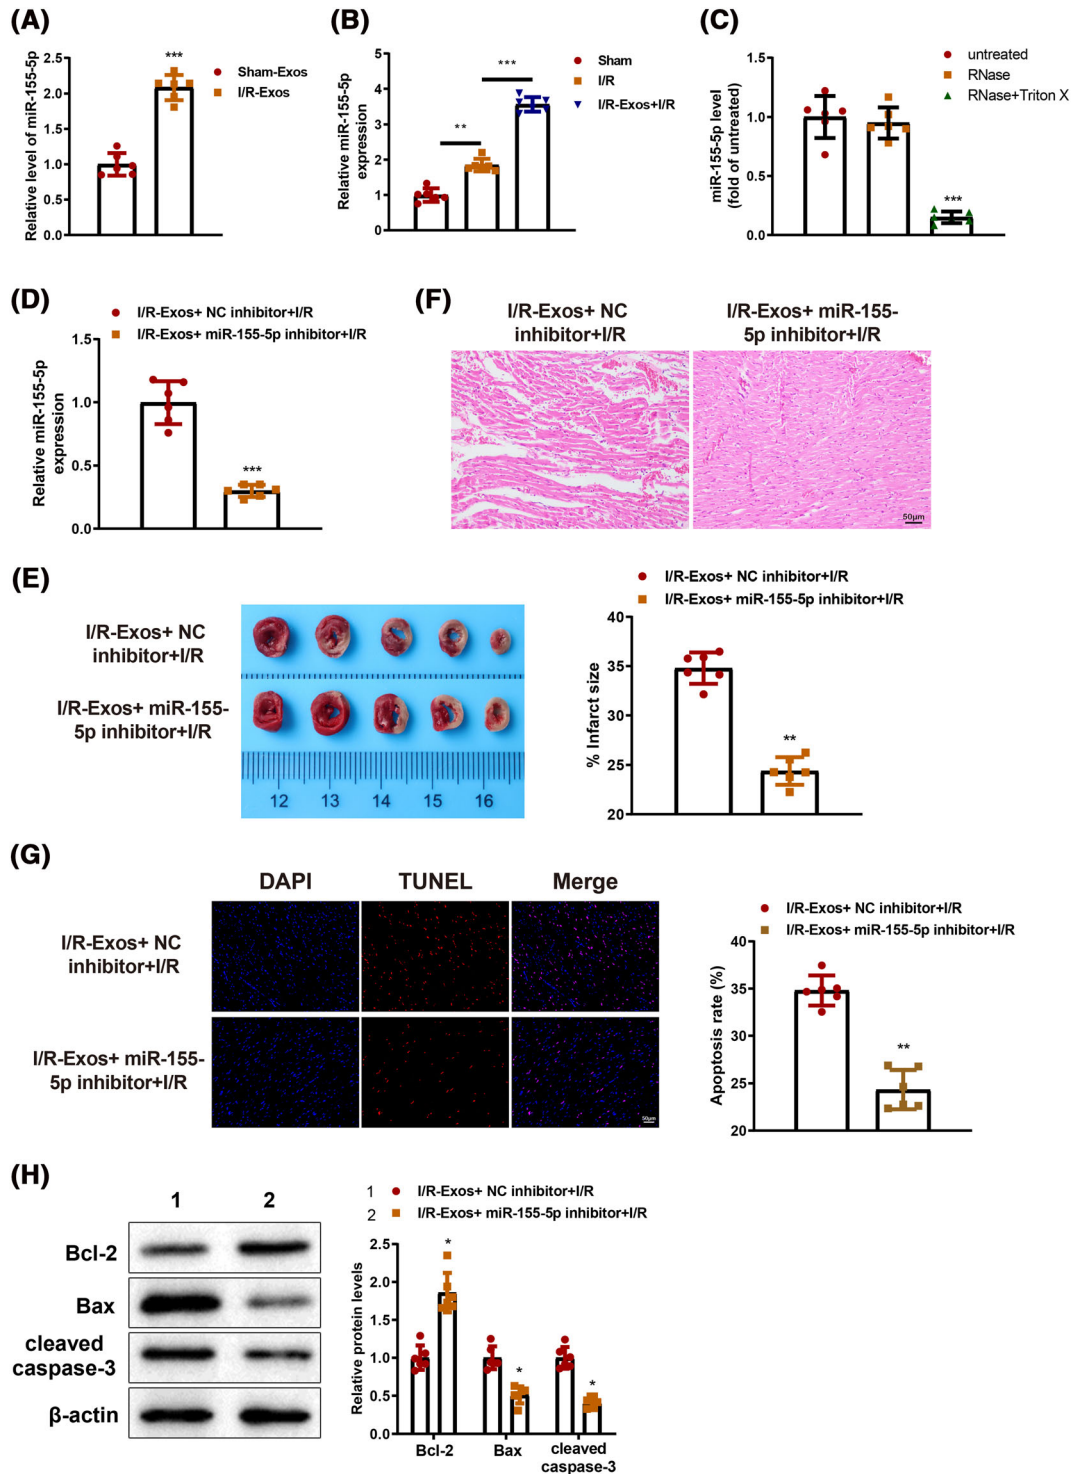 (A)
Relative level of miR-155-5p
2.5
2.0
1.5
1.0
0.5
0.0
***
Sham-Exos
I/R-Exos
(B)
Relative miR-155-5p
expression
5
4
3
2
1
0
**
***
Sham
I/R
I/R-Exos+I/R
(C)
miR-155-5p level
(fold of untreated)
1.5
1.0
0.5
0.0
***
untreated
RNase
RNase+Triton X
(D)
I/R-Exos+ NC inhibitor+I/R
I/R-Exos+ miR-155-5p inhibitor+I/R
Relative miR-155-5p
expression
1.5
1.0
0.5
0.0
***
(F)
I/R-Exos+ NC
inhibitor+I/R
I/R-Exos+ miR-155-
5p inhibitor+I/R
50μm
(E)
I/R-Exos+ NC
inhibitor+I/R
I/R-Exos+ miR-155-
5p inhibitor+I/R
12 13 14 15 16
I/R-Exos+ NC inhibitor+I/R
I/R-Exos+ miR-155-5p inhibitor+I/R
% Infarct size
40
35
30
25
20
**
(G)
DAPI TUNEL Merge
I/R-Exos+ NC
inhibitor+I/R
I/R-Exos+ miR-155-
5p inhibitor+I/R
50μm
I/R-Exos+ NC inhibitor+I/R
I/R-Exos+ miR-155-5p inhibitor+I/R
Apoptosis rate (%)
40
35
30
25
20
**
(H)
1 2
Bcl-2
Bax
cleaved
caspase-3
β-actin
1 I/R-Exos+ NC inhibitor+I/R
2 I/R-Exos+ miR-155-5p inhibitor+I/R
Relative protein levels
2.5
2.0
1.5
1.0
0.5
0.0
*
*
*
Bcl-2 Bax cleaved
caspase-3